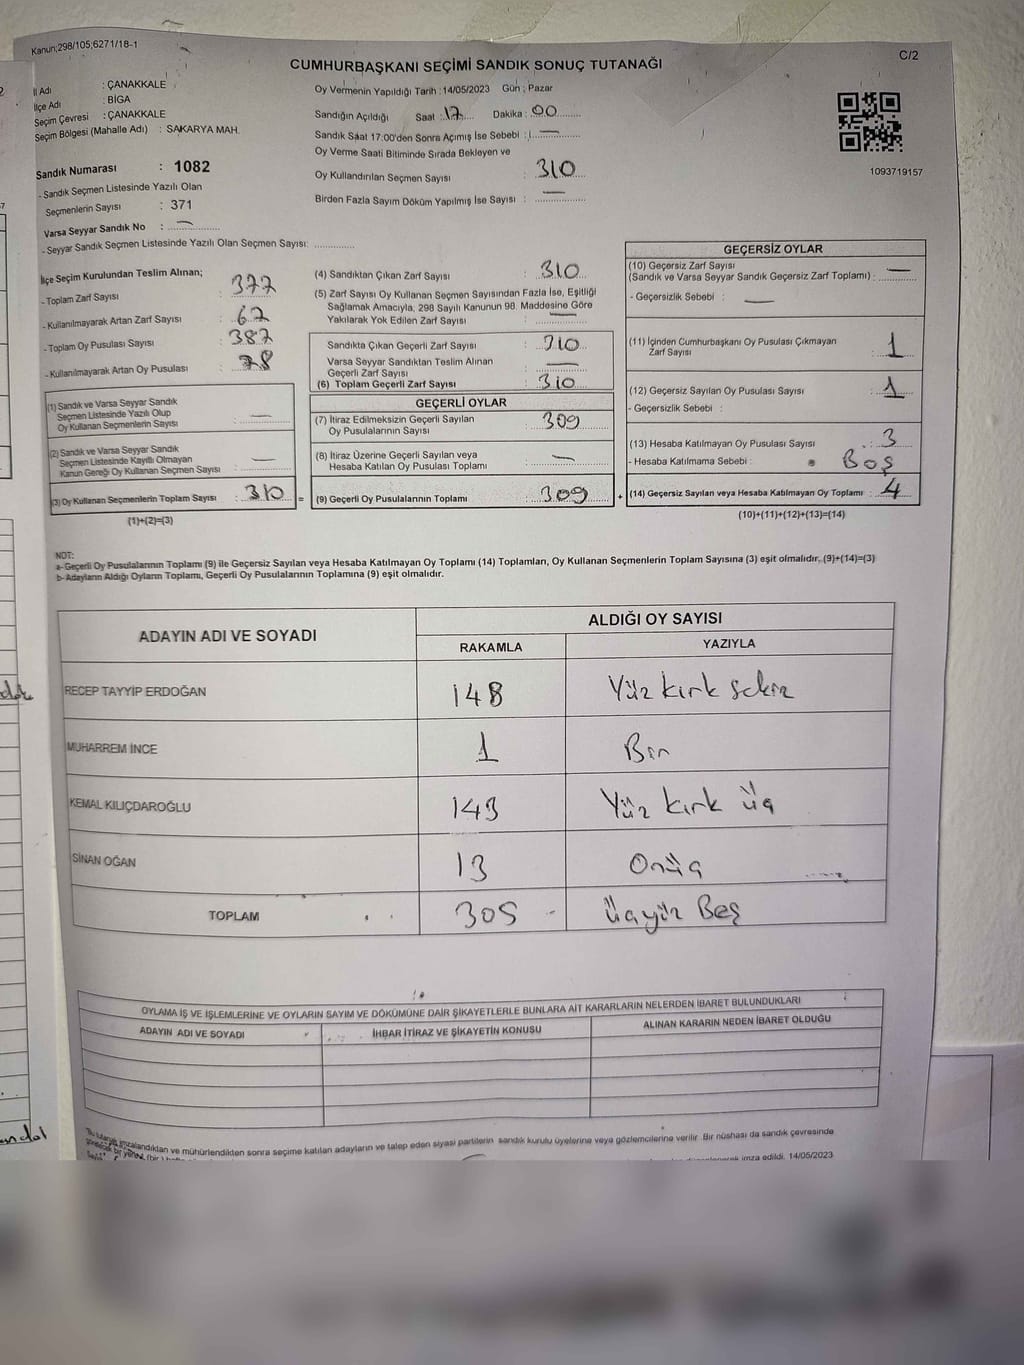 Kanun;298/105;6271/18-1
C/2
CUMHURBAŞKANI SEÇİMİ SANDIK SONUÇ TUTANAĞI
İl Adı : ÇANAKKALE
İlçe Adı : BİGA
Seçim Çevresi : ÇANAKKALE
Seçim Bölgesi (Mahalle Adı) : SAKARYA MAH.
Sandık Numarası : 1082
- Sandık Seçmen Listesinde Yazılı Olan
Seçmenlerin Sayısı : 371
Varsa Seyyar Sandık No : —
- Seyyar Sandık Seçmen Listesinde Yazılı Olan Seçmen Sayısı: ............
Oy Vermenin Yapıldığı Tarih : 14/05/2023 Gün : Pazar
Sandığın Açıldığı Saat : 17 Dakika : 00
Sandık Saat 17:00'den Sonra Açımış İse Sebebi : —
Oy Verme Saati Bitiminde Sırada Bekleyen ve
Oy Kullandırılan Seçmen Sayısı : 310
Birden Fazla Sayım Döküm Yapılmış İse Sayısı : —
1093719157
İlçe Seçim Kurulundan Teslim Alınan;
- Toplam Zarf Sayısı : 377
- Kullanılmayarak Artan Zarf Sayısı : 67
- Toplam Oy Pusulası Sayısı : 387
- Kullanılmayarak Artan Oy Pusulası : 78
(1) Sandık ve Varsa Seyyar Sandık
Seçmen Listesinde Yazılı Olup
Oy Kullanan Seçmenlerin Sayısı : —
(2) Sandık ve Varsa Seyyar Sandık
Seçmen Listesinde Kayıtlı Olmayan
Kanun Gereği Oy Kullanan Seçmen Sayısı : —
(3) Oy Kullanan Seçmenlerin Toplam Sayısı : 310 =
(1)+(2)=(3)
(4) Sandıktan Çıkan Zarf Sayısı : 310
(5) Zarf Sayısı Oy Kullanan Seçmen Sayısından Fazla İse, Eşitliği
Sağlamak Amacıyla, 298 Sayılı Kanunun 98. Maddesine Göre
Yakılarak Yok Edilen Zarf Sayısı : —
Sandıkta Çıkan Geçerli Zarf Sayısı : 310
Varsa Seyyar Sandıktan Teslim Alınan
Geçerli Zarf Sayısı : —
(6) Toplam Geçerli Zarf Sayısı : 310
GEÇERLİ OYLAR
(7) İtiraz Edilmeksizin Geçerli Sayılan
Oy Pusulalarının Sayısı : 309
(8) İtiraz Üzerine Geçerli Sayılan veya
Hesaba Katılan Oy Pusulası Toplamı : —
(9) Geçerli Oy Pusulalarının Toplamı : 309 +
GEÇERSİZ OYLAR
(10) Geçersiz Zarf Sayısı
(Sandık ve Varsa Seyyar Sandık Geçersiz Zarf Toplamı) : —
- Geçersizlik Sebebi : —
(11) İçinden Cumhurbaşkanı Oy Pusulası Çıkmayan
Zarf Sayısı : 1
(12) Geçersiz Sayılan Oy Pusulası Sayısı : 1
- Geçersizlik Sebebi :
(13) Hesaba Katılmayan Oy Pusulası Sayısı : 3
- Hesaba Katılmama Sebebi : Boş
(14) Geçersiz Sayılan veya Hesaba Katılmayan Oy Toplamı : 4
(10)+(11)+(12)+(13)=(14)
NOT:
a- Geçerli Oy Pusulalarının Toplamı (9) ile Geçersiz Sayılan veya Hesaba Katılmayan Oy Toplamı (14) Toplamları, Oy Kullanan Seçmenlerin Toplam Sayısına (3) eşit olmalıdır. (9)+(14)=(3)
b- Adayların Aldığı Oyların Toplamı, Geçerli Oy Pusulalarının Toplamına (9) eşit olmalıdır.
ADAYIN ADI VE SOYADI ALDIĞI OY SAYISI
RAKAMLA YAZIYLA
RECEP TAYYİP ERDOĞAN 148 Yüz kırk sekiz
MUHARREM İNCE 1 Bir
KEMAL KILIÇDAROĞLU 143 Yüz kırk üç
SİNAN OĞAN 13 Onüç
TOPLAM 305 Üçyüz Beş
OYLAMA İŞ VE İŞLEMLERİNE VE OYLARIN SAYIM VE DÖKÜMÜNE DAİR ŞİKAYETLERLE BUNLARA AİT KARARLARIN NELERDEN İBARET BULUNDUKLARI
ADAYIN ADI VE SOYADI İHBAR İTİRAZ VE ŞİKAYETİN KONUSU ALINAN KARARIN NEDEN İBARET OLDUĞU
Bu tutanak imzalandıktan ve mühürlendikten sonra seçime katılan adayların ve talep eden siyasi partilerin sandık kurulu üyelerine veya gözlemcilerine verilir. Bir nüshası da sandık çevresinde
imza edildi. 14/05/2023